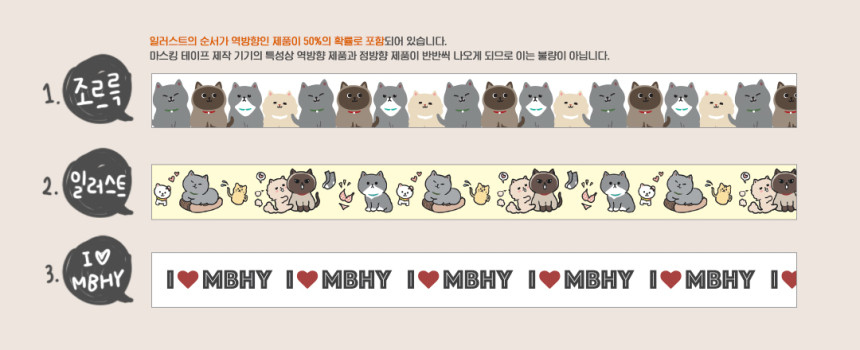 일러스트의 순서가 역방향인 제품이 50%의 확률로 포함되어 있습니다.
마스킹 테이프 제작 기기의 특성상 역방향 제품과 정방향 제품이 반반씩 나오게 되므로 이는 불량이 아닙니다.
1. 조르륵
2. 일러스트
3. I♡
MBHY
I♥MBHY I♥MBHY I♥MBHY I♥MBHY I♥MBHY I♥